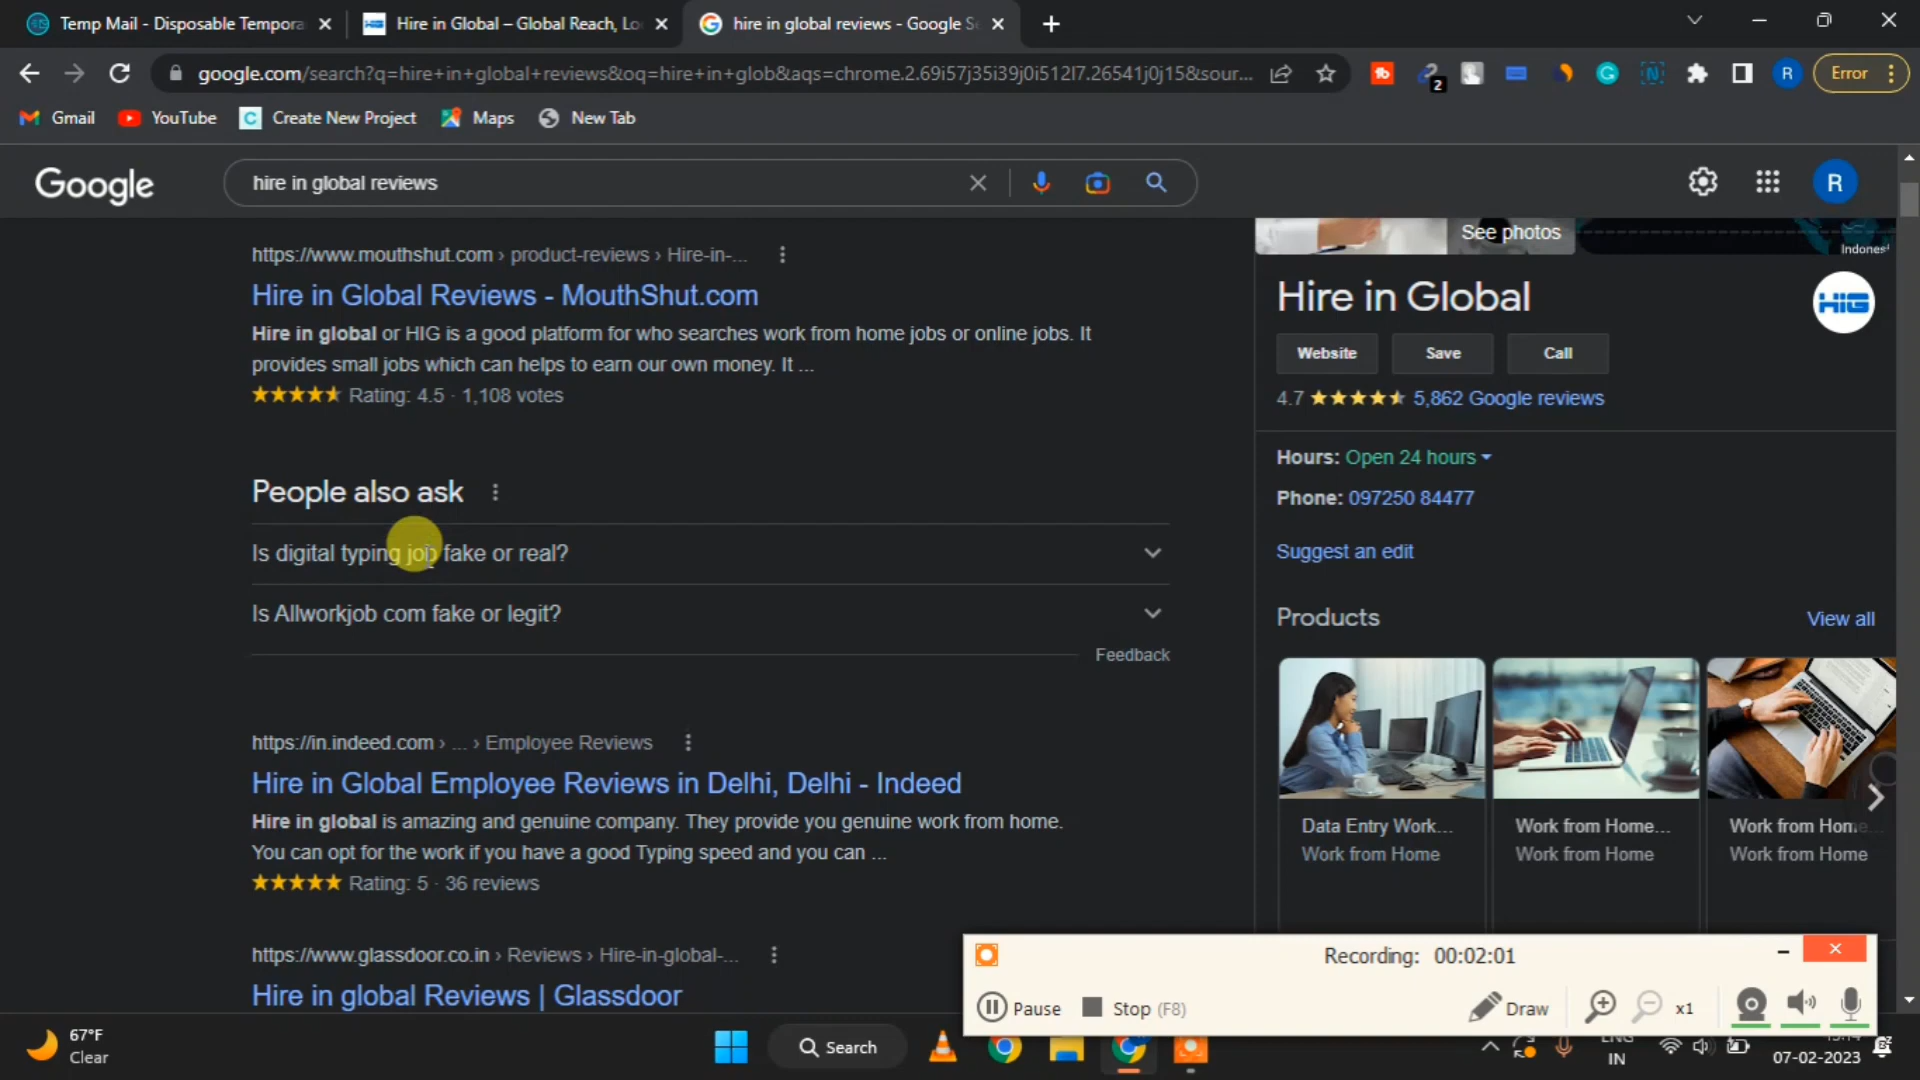 Temp Mail - Disposable Tempora
Hire in Global – Global Reach, Lo
hire in global reviews - Google S
google.com/search?q=hire+in+global+reviews&oq=hire+in+glob&aqs=chrome.2.69i57j35i39j0i512l7.26541j0j15&sour...
2
R
Error
Gmail
YouTube
Create New Project
Maps
New Tab
Google
hire in global reviews
R
https://www.mouthshut.com › product-reviews › Hire-in-...
Hire in Global Reviews - MouthShut.com
Hire in global or HIG is a good platform for who searches work from home jobs or online jobs. It
provides small jobs which can helps to earn our own money. It ...
Rating: 4.5 · 1,108 votes
People also ask
Is digital typing job fake or real?
Is Allworkjob com fake or legit?
Feedback
https://in.indeed.com › ... › Employee Reviews
Hire in Global Employee Reviews in Delhi, Delhi - Indeed
Hire in global is amazing and genuine company. They provide you genuine work from home.
You can opt for the work if you have a good Typing speed and you can ...
Rating: 5 · 36 reviews
https://www.glassdoor.co.in › Reviews › Hire-in-global-...
Hire in global Reviews | Glassdoor
See photos
Hire in Global
HIG
Website
Save
Call
4.7
5,862 Google reviews
Hours: Open 24 hours
Phone: 097250 84477
Suggest an edit
Products
View all
Data Entry Work...
Work from Home
Work from Home...
Work from Home
Work from Home
Recording: 00:02:01
Pause
Stop (F8)
Draw
x1
67°F
Clear
Search
IN
07-02-2023